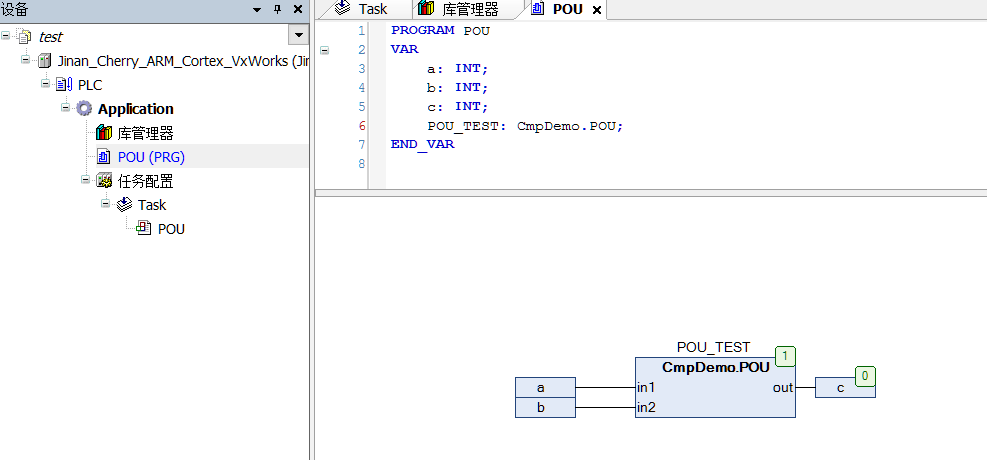 设备
test
Jinan_Cherry_ARM_Cortex_VxWorks (Jir
PLC
Application
库管理器
POU (PRG)
任务配置
Task
POU
Task
库管理器
POU
1 PROGRAM POU
2 VAR
3 a: INT;
4 b: INT;
5 c: INT;
6 POU_TEST: CmpDemo.POU;
7 END_VAR
8
POU_TEST
1
CmpDemo.POU
0
a in1 out c
b in2